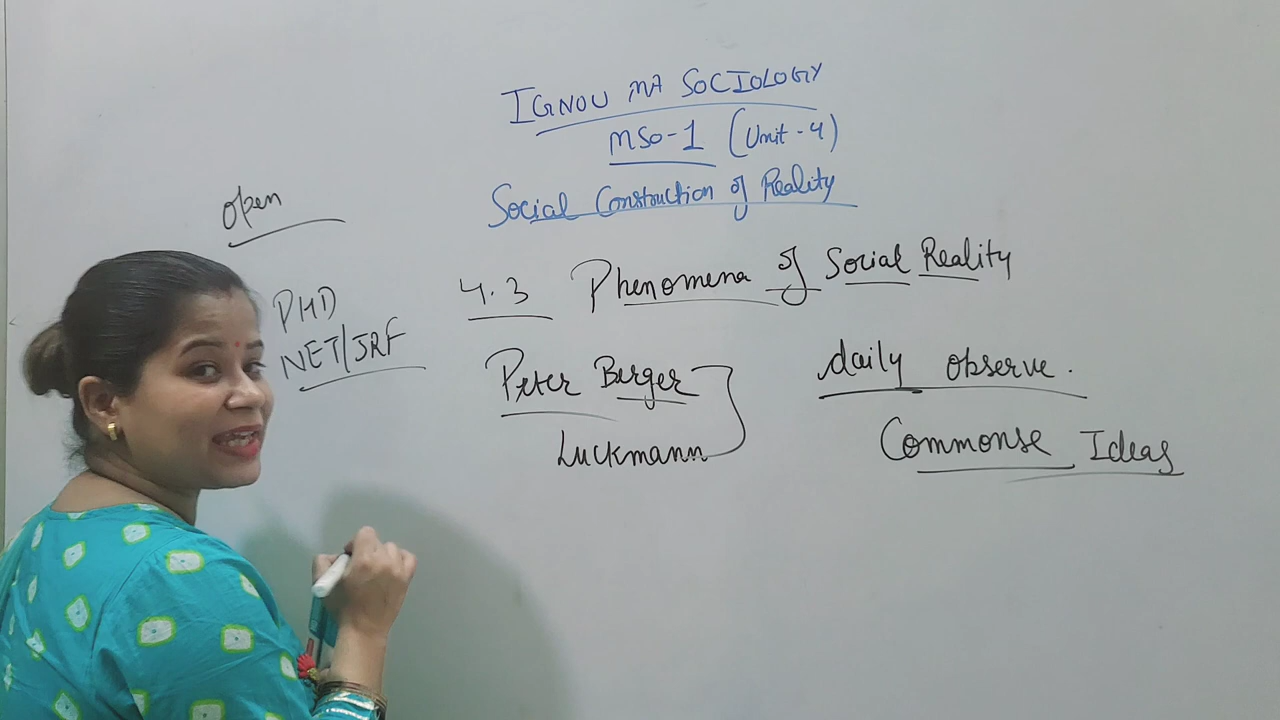 IGNOU MA SOCIOLOGY
MSO-1 (Unit-4)
Social Construction of Reality
open
4.3 Phenomena of Social Reality
PHD
NET/JRF
Peter Berger
Luckmann
daily observe.
Commonse Ideas